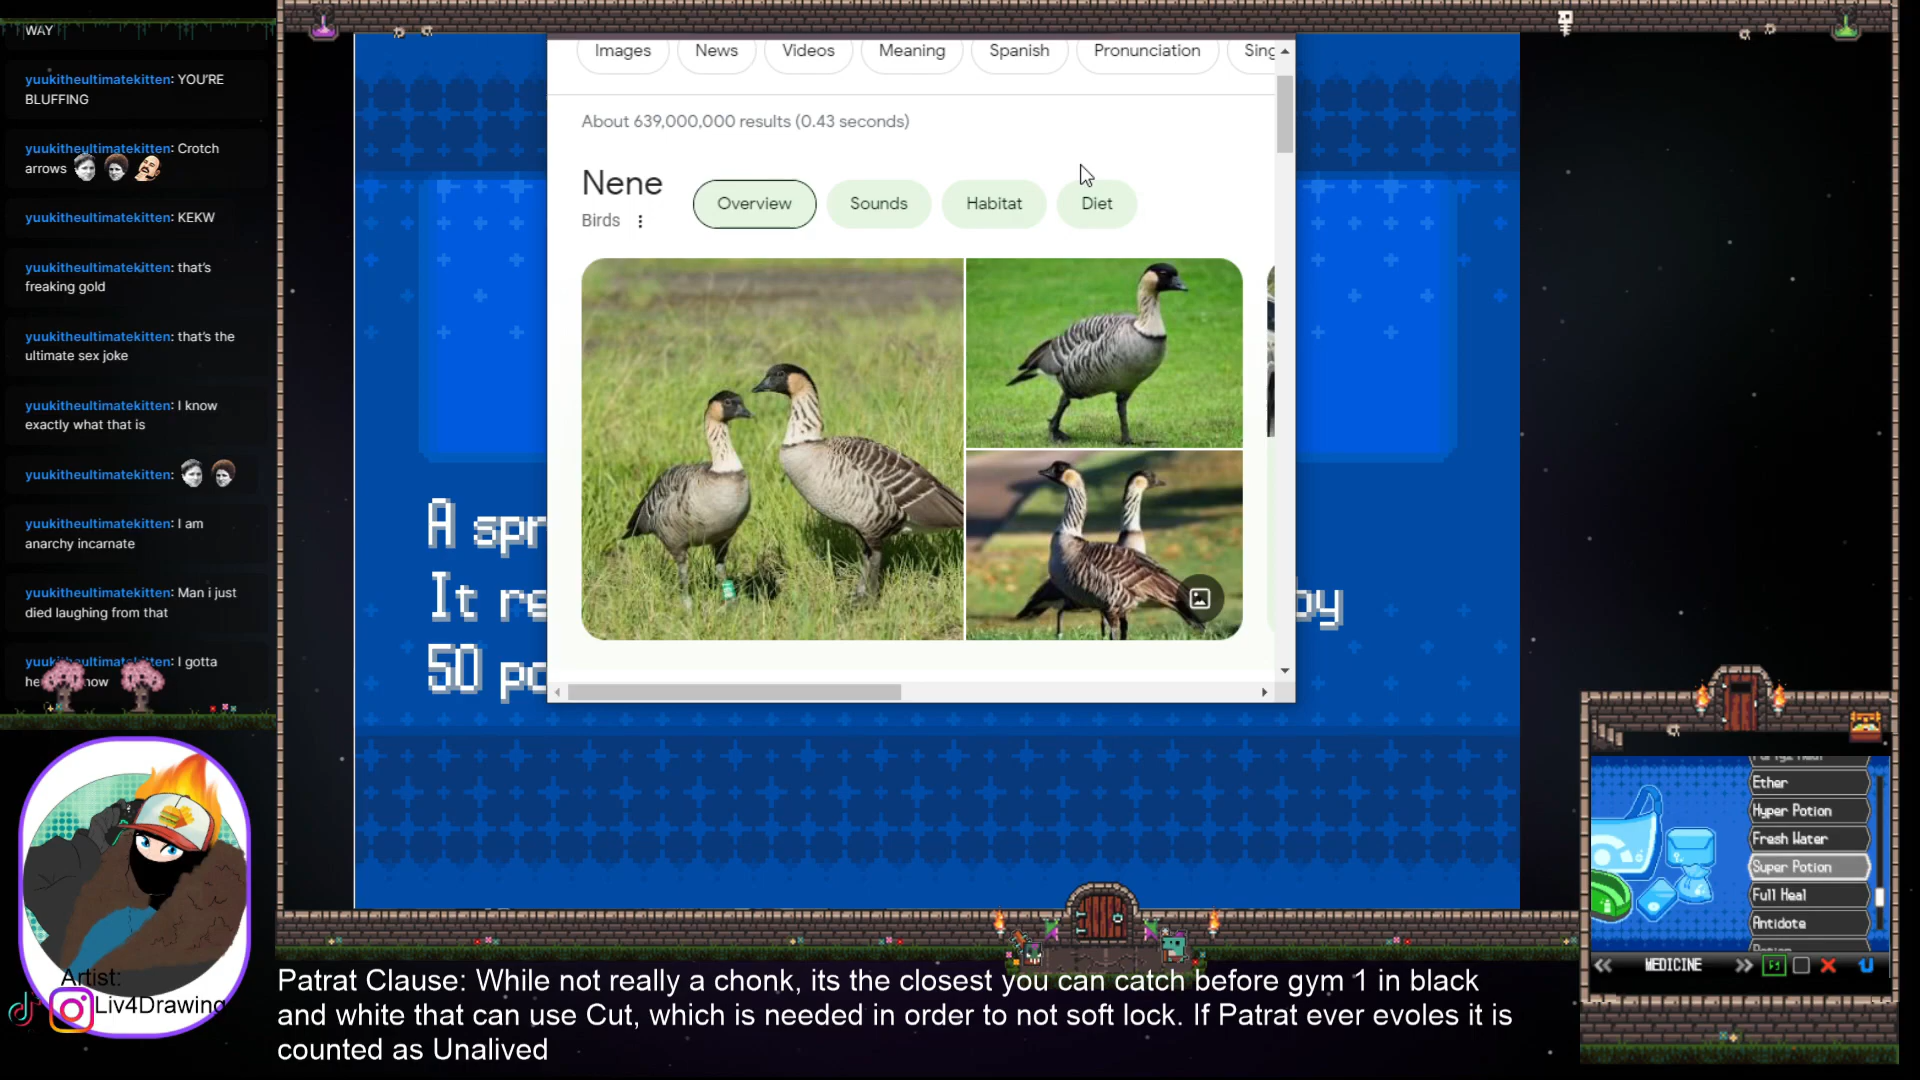 WAY
yuukitheultimatekitten: YOU'RE
BLUFFING
yuukitheultimatekitten: Crotch
arrows
yuukitheultimatekitten: KEKW
yuukitheultimatekitten: that's
freaking gold
yuukitheultimatekitten: that's the
ultimate sex joke
yuukitheultimatekitten: I know
exactly what that is
yuukitheultimatekitten:
yuukitheultimatekitten: I am
anarchy incarnate
yuukitheultimatekitten: Man i just
died laughing from that
yuukitheultimatekitten: I gotta
Artist:
Liv4Drawing
Images
News
Videos
Meaning
Spanish
Pronunciation
Sing
About 639,000,000 results (0.43 seconds)
Nene
Birds
Overview
Sounds
Habitat
Diet
A spr
It re
by
50 po
Ether
Hyper Potion
Fresh Water
Super Potion
Full Heal
Antidote
MEDICINE
Patrat Clause: While not really a chonk, its the closest you can catch before gym 1 in black
and white that can use Cut, which is needed in order to not soft lock. If Patrat ever evoles it is
counted as Unalived